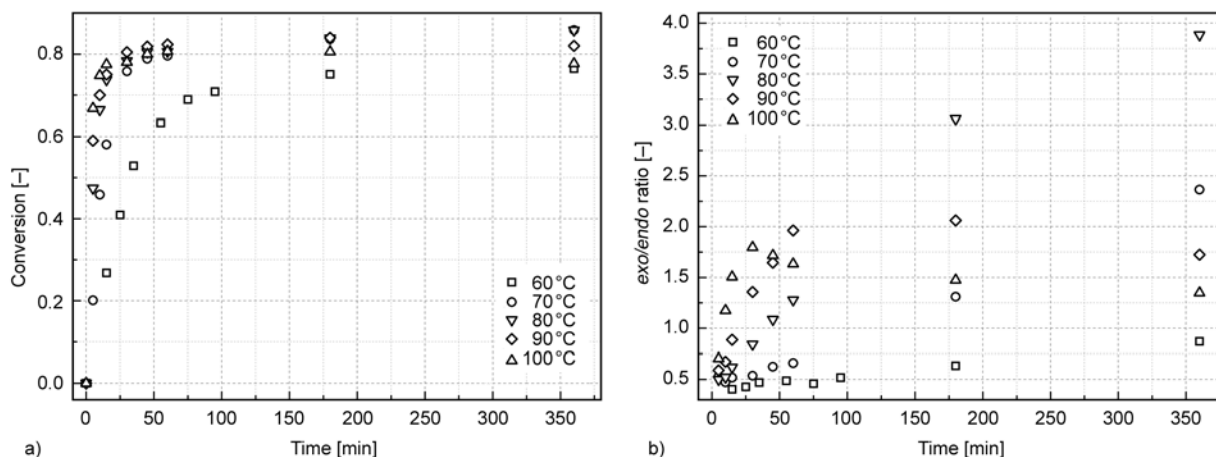 Conversion [–]
0.8
0.6
0.4
0.2
0.0
60 °C
70 °C
80 °C
90 °C
100 °C
0
50
100
150
200
250
300
350
Time [min]
a)
exo/endo ratio [–]
4.0
3.5
3.0
2.5
2.0
1.5
1.0
0.5
60 °C
70 °C
80 °C
90 °C
100 °C
0
50
100
150
200
250
300
350
Time [min]
b)